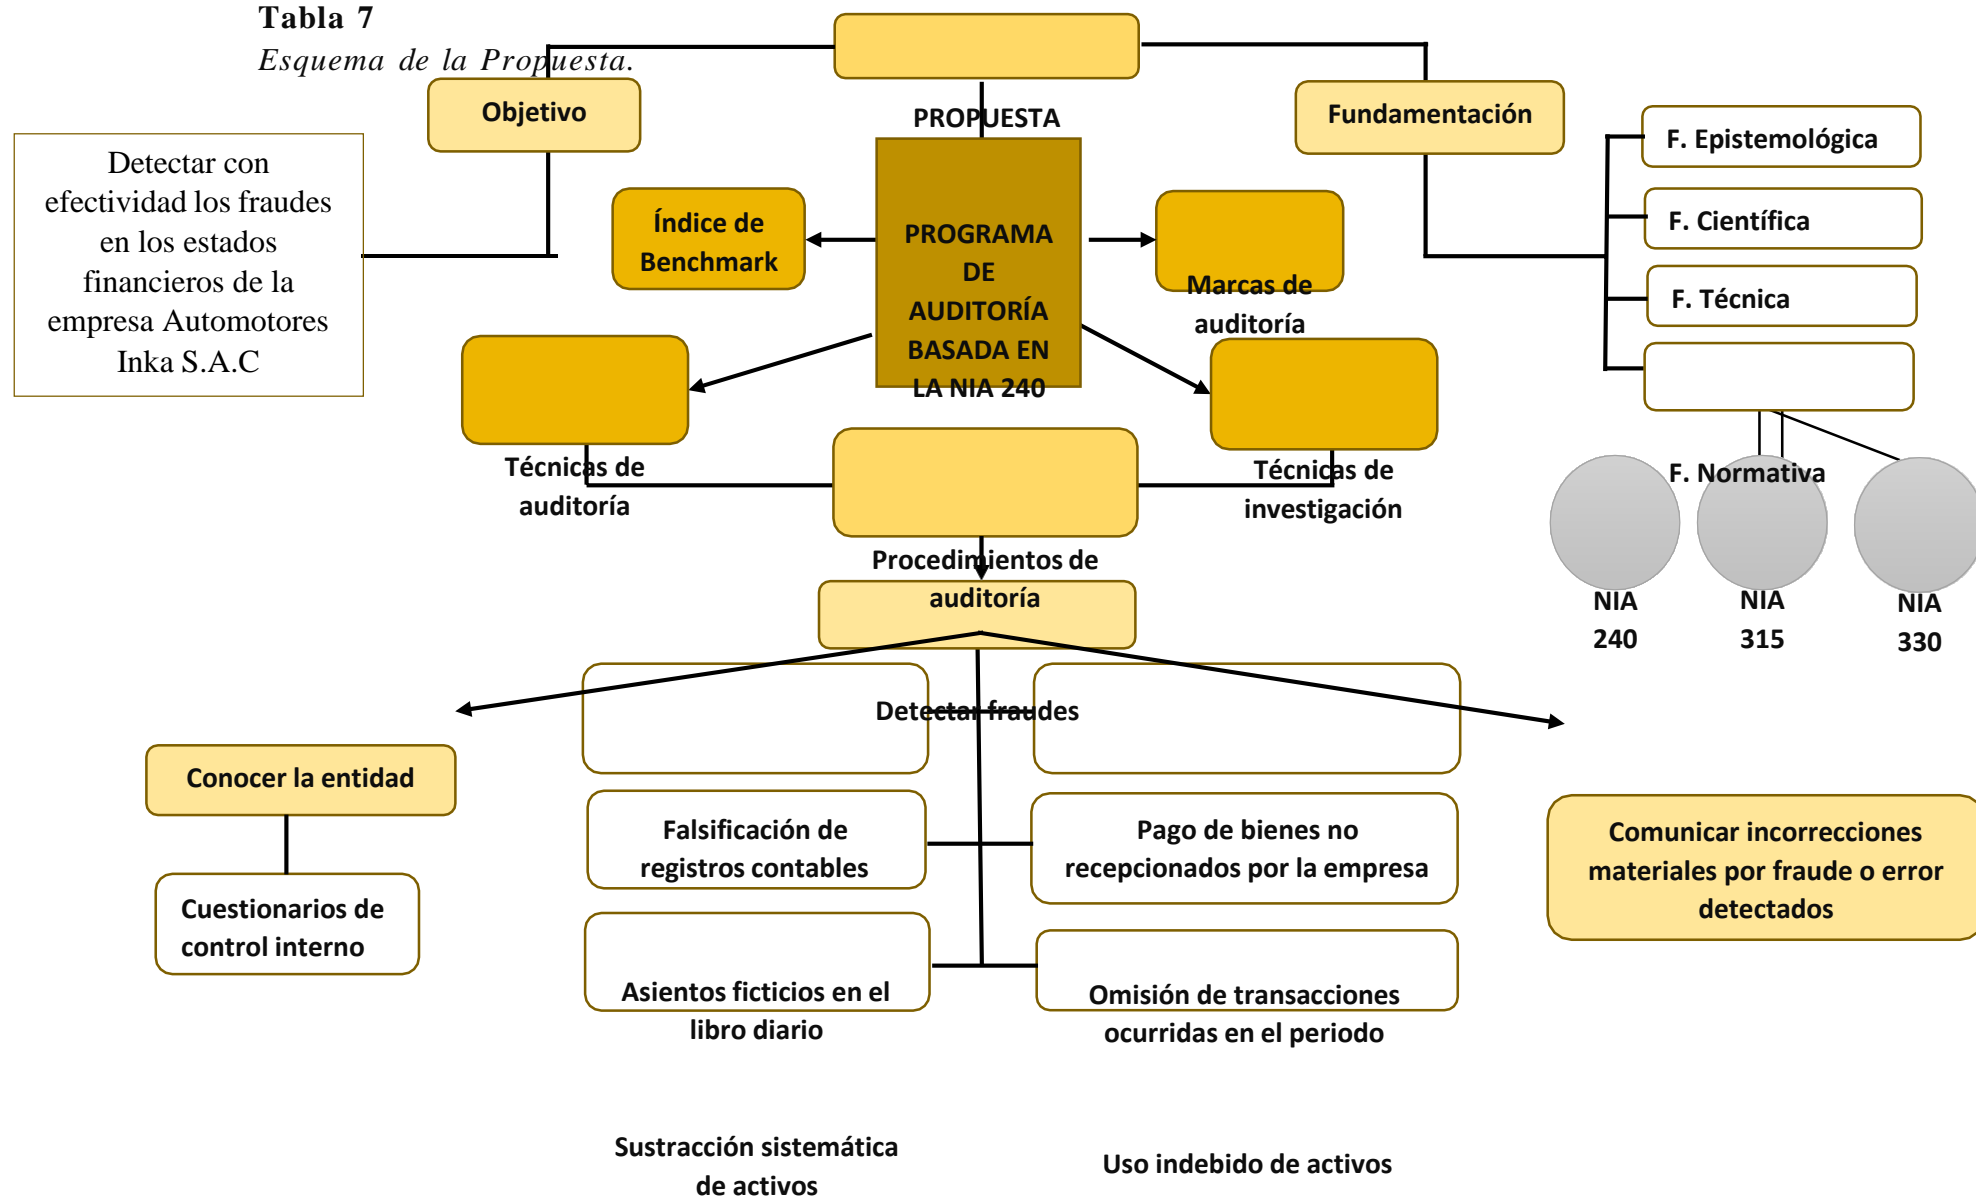 Tabla 7
Esquema de la Propuesta.
Objetivo
PROPUESTA
Fundamentación
Detectar con
efectividad los fraudes
en los estados
financieros de la
empresa Automotores
Inka S.A.C
Índice de
Benchmark
PROGRAMA
DE
AUDITORÍA
BASADA EN
LA NIA 240
Marcas de
auditoría
F. Epistemológica
F. Científica
F. Técnica
F. Normativa
Técnicas de
auditoría
Técnicas de
investigación
NIA
240
NIA
315
NIA
330
Procedimientos de
auditoría
Detectar fraudes
Conocer la entidad
Cuestionarios de
control interno
Falsificación de
registros contables
Pago de bienes no
recepcionados por la empresa
Comunicar incorrecciones
materiales por fraude o error
detectados
Asientos ficticios en el
libro diario
Omisión de transacciones
ocurridas en el periodo
Sustracción sistemática
de activos
Uso indebido de activos